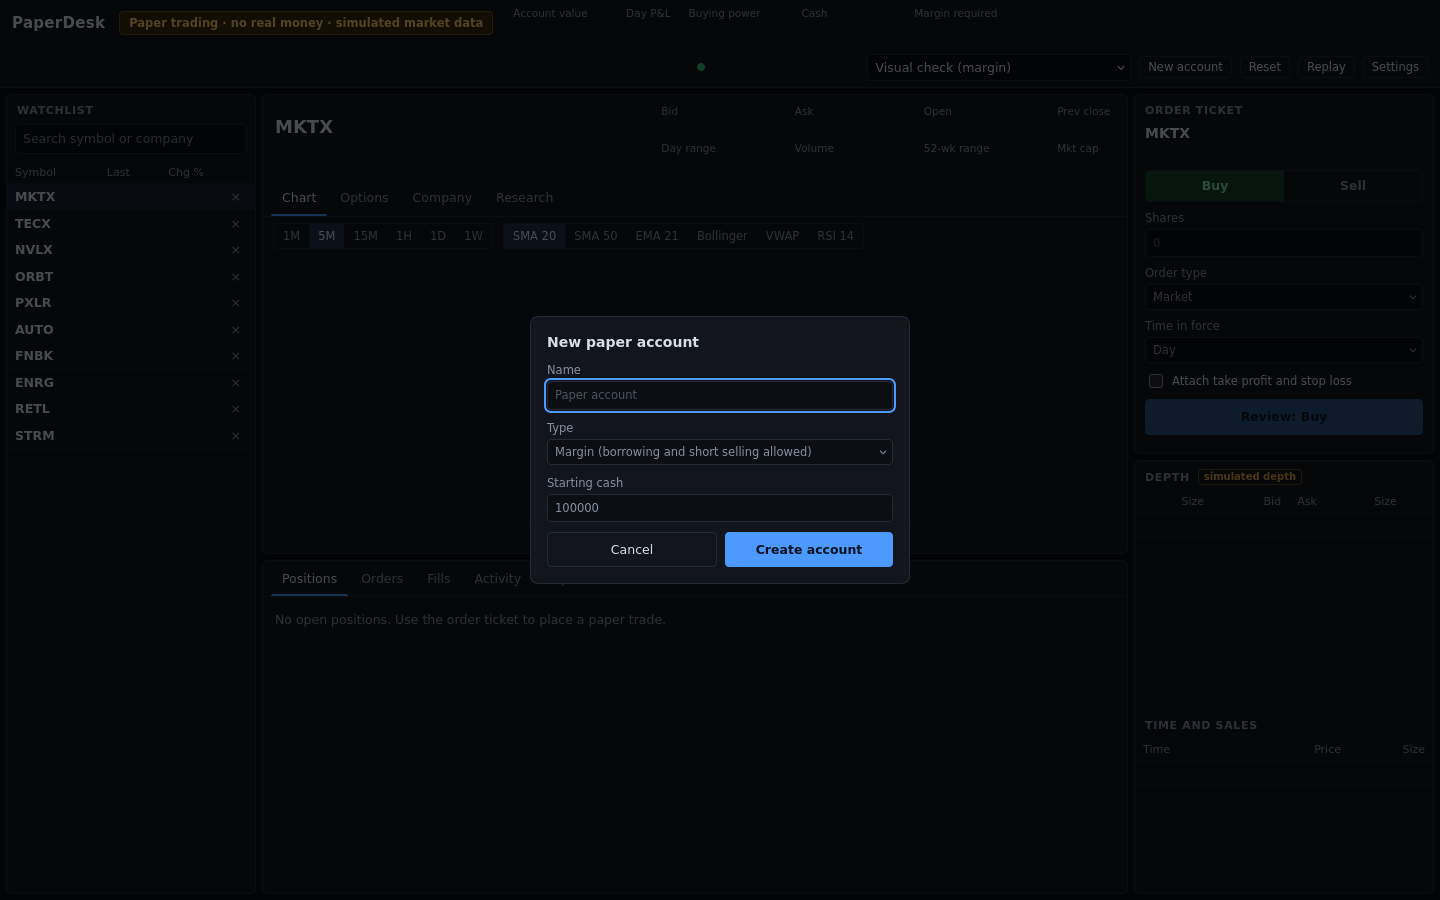 PaperDesk
Paper trading · no real money · simulated market data
Account value
Day P&L
Buying power
Cash
Margin required
Visual check (margin)
New account
Reset
Replay
Settings
WATCHLIST
Search symbol or company
Symbol Last Chg %
MKTX ×
TECX ×
NVLX ×
ORBT ×
PXLR ×
AUTO ×
FNBK ×
ENRG ×
RETL ×
STRM ×
MKTX
Bid Ask Open Prev close
Day range Volume 52-wk range Mkt cap
Chart Options Company Research
1M 5M 15M 1H 1D 1W SMA 20 SMA 50 EMA 21 Bollinger VWAP RSI 14
New paper account
Name
Paper account
Type
Margin (borrowing and short selling allowed)
Starting cash
100000
Cancel Create account
Positions Orders Fills Activity
No open positions. Use the order ticket to place a paper trade.
ORDER TICKET
MKTX
Buy Sell
Shares
0
Order type
Market
Time in force
Day
Attach take profit and stop loss
Review: Buy
DEPTH simulated depth
Size Bid Ask Size
TIME AND SALES
Time Price Size